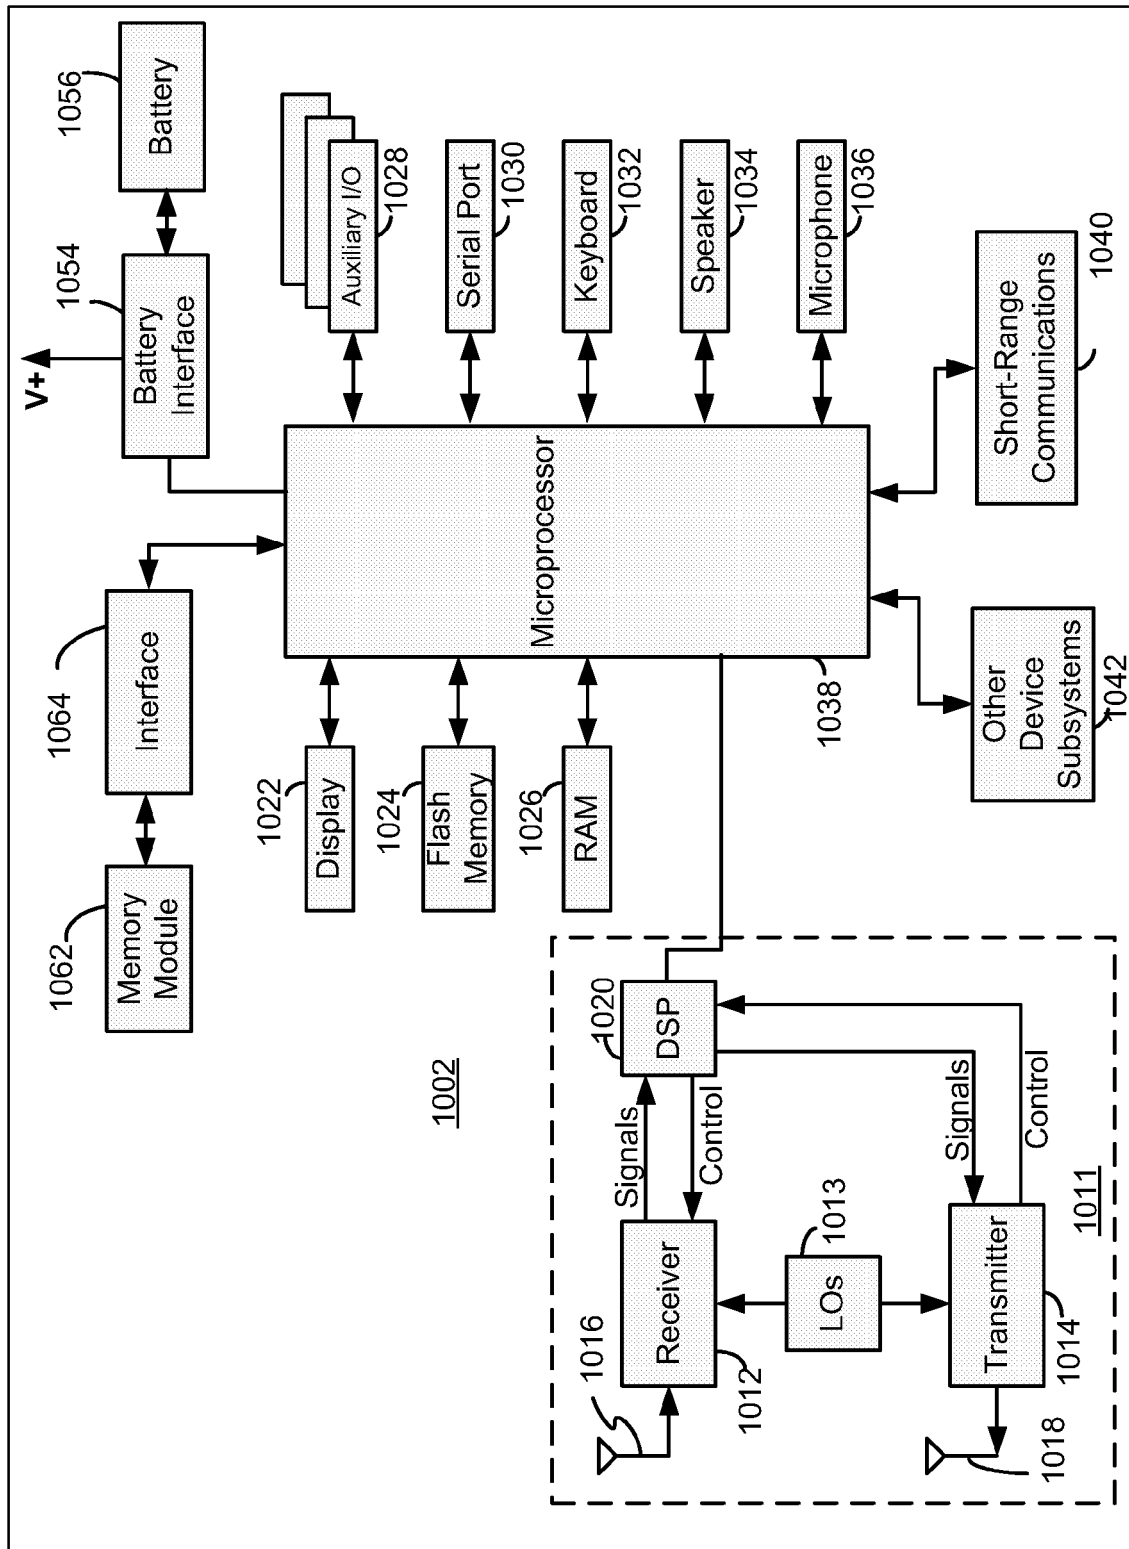 1062
Memory
Module
1064
Interface
V+
1054
Battery
Interface
1056
Battery
1022
Display
1024
Flash
Memory
1026
RAM
Microprocessor
1038
Auxiliary I/O
1028
Serial Port
1030
Keyboard
1032
Speaker
1034
Microphone
1036
1002
1016
Receiver
1012
Signals
Control
1020
DSP
1013
LOs
Signals
Control
Transmitter
1014
1018
1011
Other
Device
Subsystems
1042
Short-Range
Communications
1040